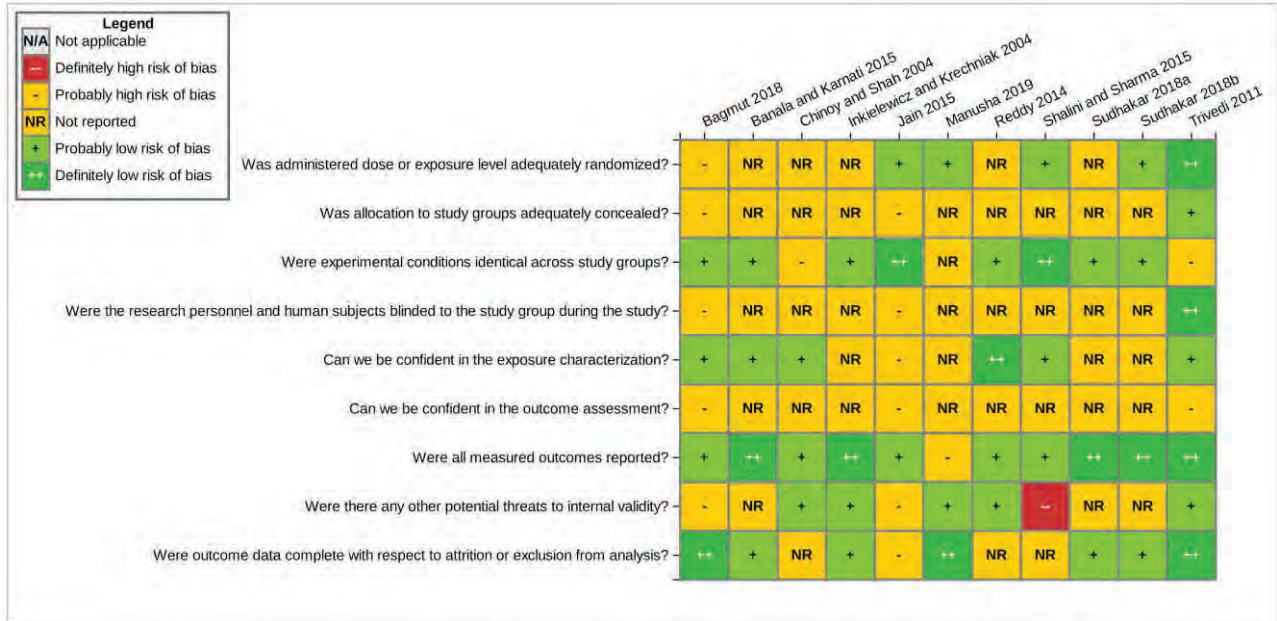 Legend
N/A Not applicable
-- Definitely high risk of bias
- Probably high risk of bias
NR Not reported
+ Probably low risk of bias
++ Definitely low risk of bias
Bagmut 2018
Banala and Karnati 2015
Chinoy and Shah 2004
Inkielewicz and Krechniak 2004
Jain 2015
Manusha 2019
Reddy 2014
Shalini and Sharma 2015
Sudhakar 2018a
Sudhakar 2018b
Trivedi 2011
Was administered dose or exposure level adequately randomized? - NR NR NR + + NR + NR + ++
Was allocation to study groups adequately concealed? - NR NR NR - NR NR NR NR NR +
Were experimental conditions identical across study groups? + + - + ++ NR + ++ + + -
Were the research personnel and human subjects blinded to the study group during the study? - NR NR NR - NR NR NR NR NR ++
Can we be confident in the exposure characterization? + + + NR - NR ++ + NR NR +
Can we be confident in the outcome assessment? - NR NR NR - NR NR NR NR NR -
Were all measured outcomes reported? + ++ + ++ + - + + ++ ++ ++
Were there any other potential threats to internal validity? - NR + + - + + -- NR NR +
Were outcome data complete with respect to attrition or exclusion from analysis? ++ + NR + - ++ NR NR + + ++